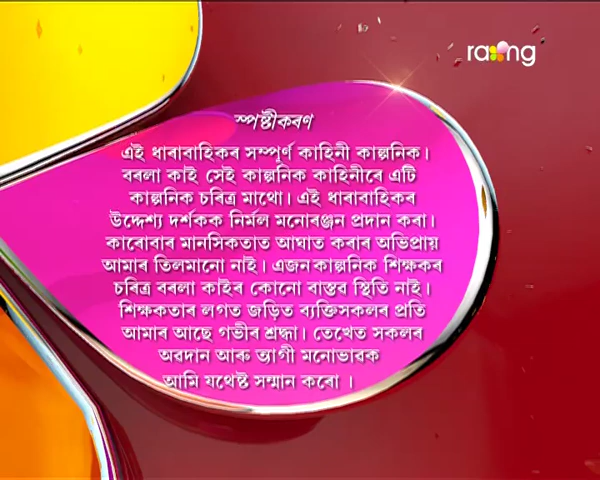 rang
স্পষ্টীকৰণ
এই ধাৰাবাহিকৰ সম্পূৰ্ণ কাহিনী কাল্পনিক।
বৰলা কাই সেই কাল্পনিক কাহিনীৰে এটি
কাল্পনিক চৰিত্ৰ মাথো। এই ধাৰাবাহিকৰ
উদ্দেশ্য দৰ্শকক নিৰ্মল মনোৰঞ্জন প্ৰদান কৰা।
কাৰোবাৰ মানসিকতাত আঘাত কৰাৰ অভিপ্ৰায়
আমাৰ তিলমানো নাই। এজন কাল্পনিক শিক্ষকৰ
চৰিত্ৰ বৰলা কাইৰ কোনো বাস্তৱ স্থিতি নাই।
শিক্ষকতাৰ লগত জড়িত ব্যক্তিসকলৰ প্ৰতি
আমাৰ আছে গভীৰ শ্ৰদ্ধা। তেখেত সকলৰ
অৱদান আৰু ত্যাগী মনোভাৱক
আমি যথেষ্ট সন্মান কৰো ।